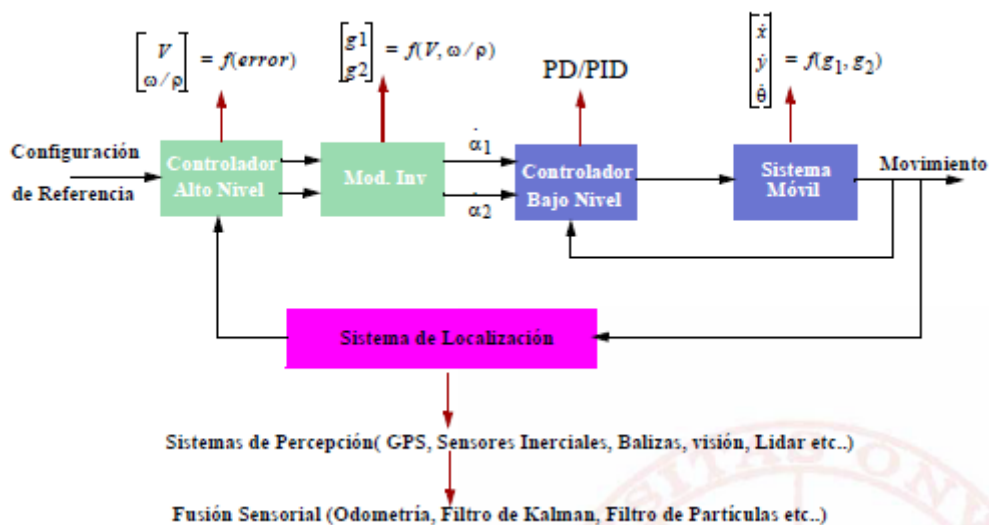 [V
ω/ρ] = f(error)
[g1
g2] = f(V, ω/ρ)
PD/PID
[ẋ
ẏ
θ̇] = f(g₁, g₂)
Configuración
de Referencia
Controlador
Alto Nivel
Mod. Inv
α̇1
α̇2
Controlador
Bajo Nivel
Sistema
Móvil
Movimiento
Sistema de Localización
Sistemas de Percepción( GPS, Sensores Inerciales, Balizas, visión, Lidar etc..)
Fusión Sensorial (Odometría, Filtro de Kalman, Filtro de Partículas etc..)
SITAS ON